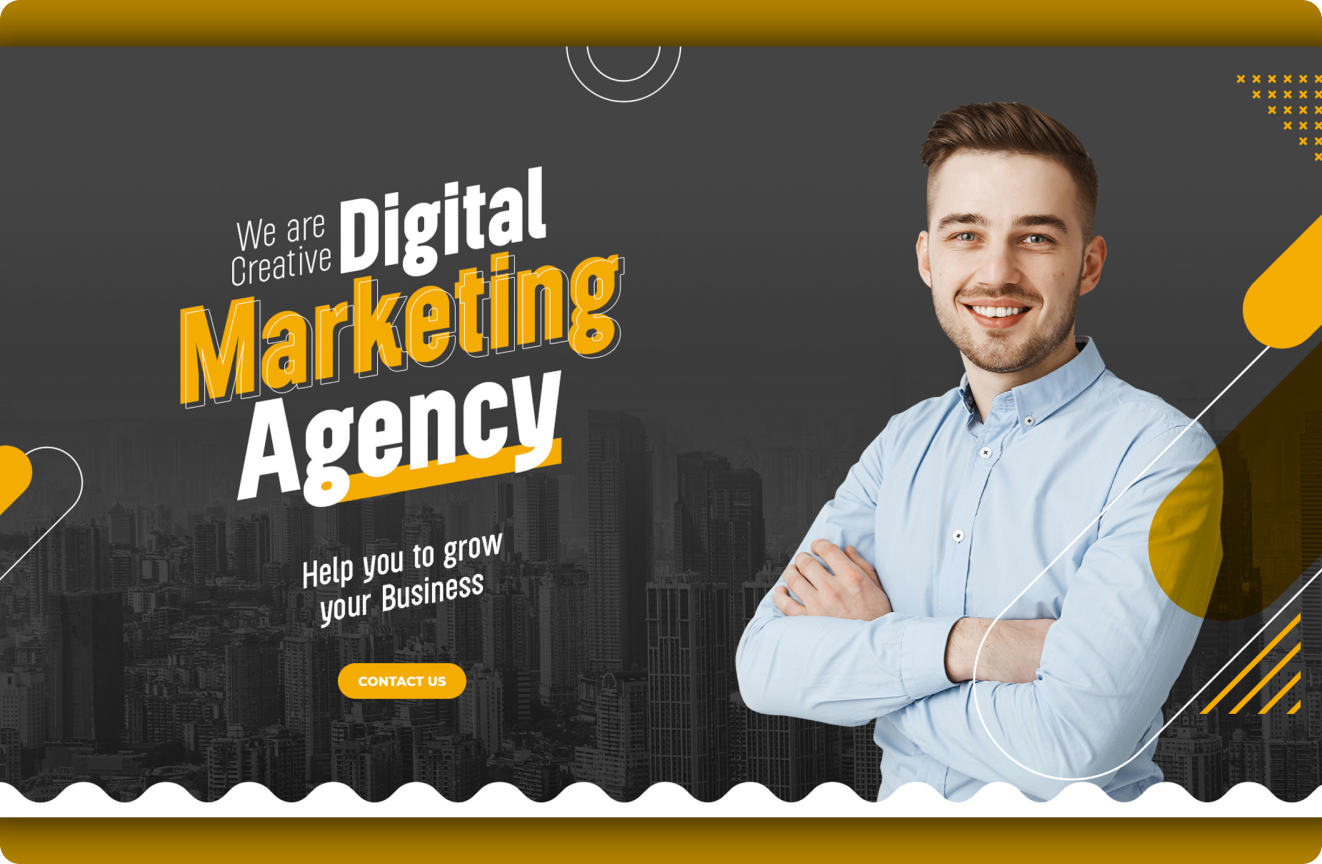 We are
Creative Digital
Marketing
Agency
Help you to grow
your Business
CONTACT US